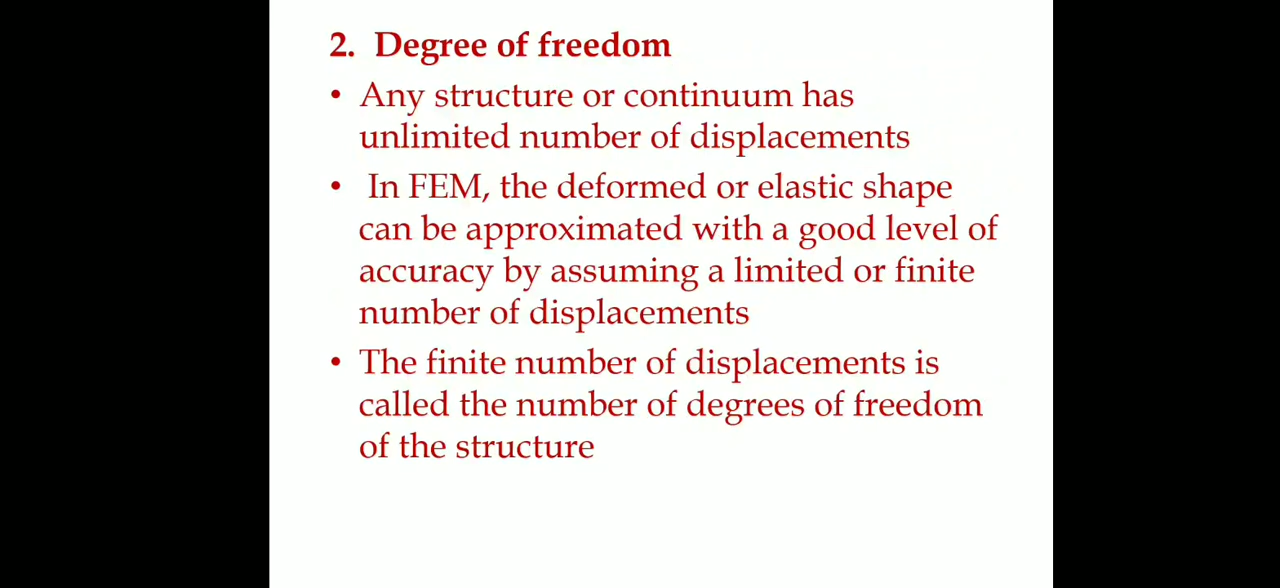 2. Degree of freedom
• Any structure or continuum has
unlimited number of displacements
• In FEM, the deformed or elastic shape
can be approximated with a good level of
accuracy by assuming a limited or finite
number of displacements
• The finite number of displacements is
called the number of degrees of freedom
of the structure